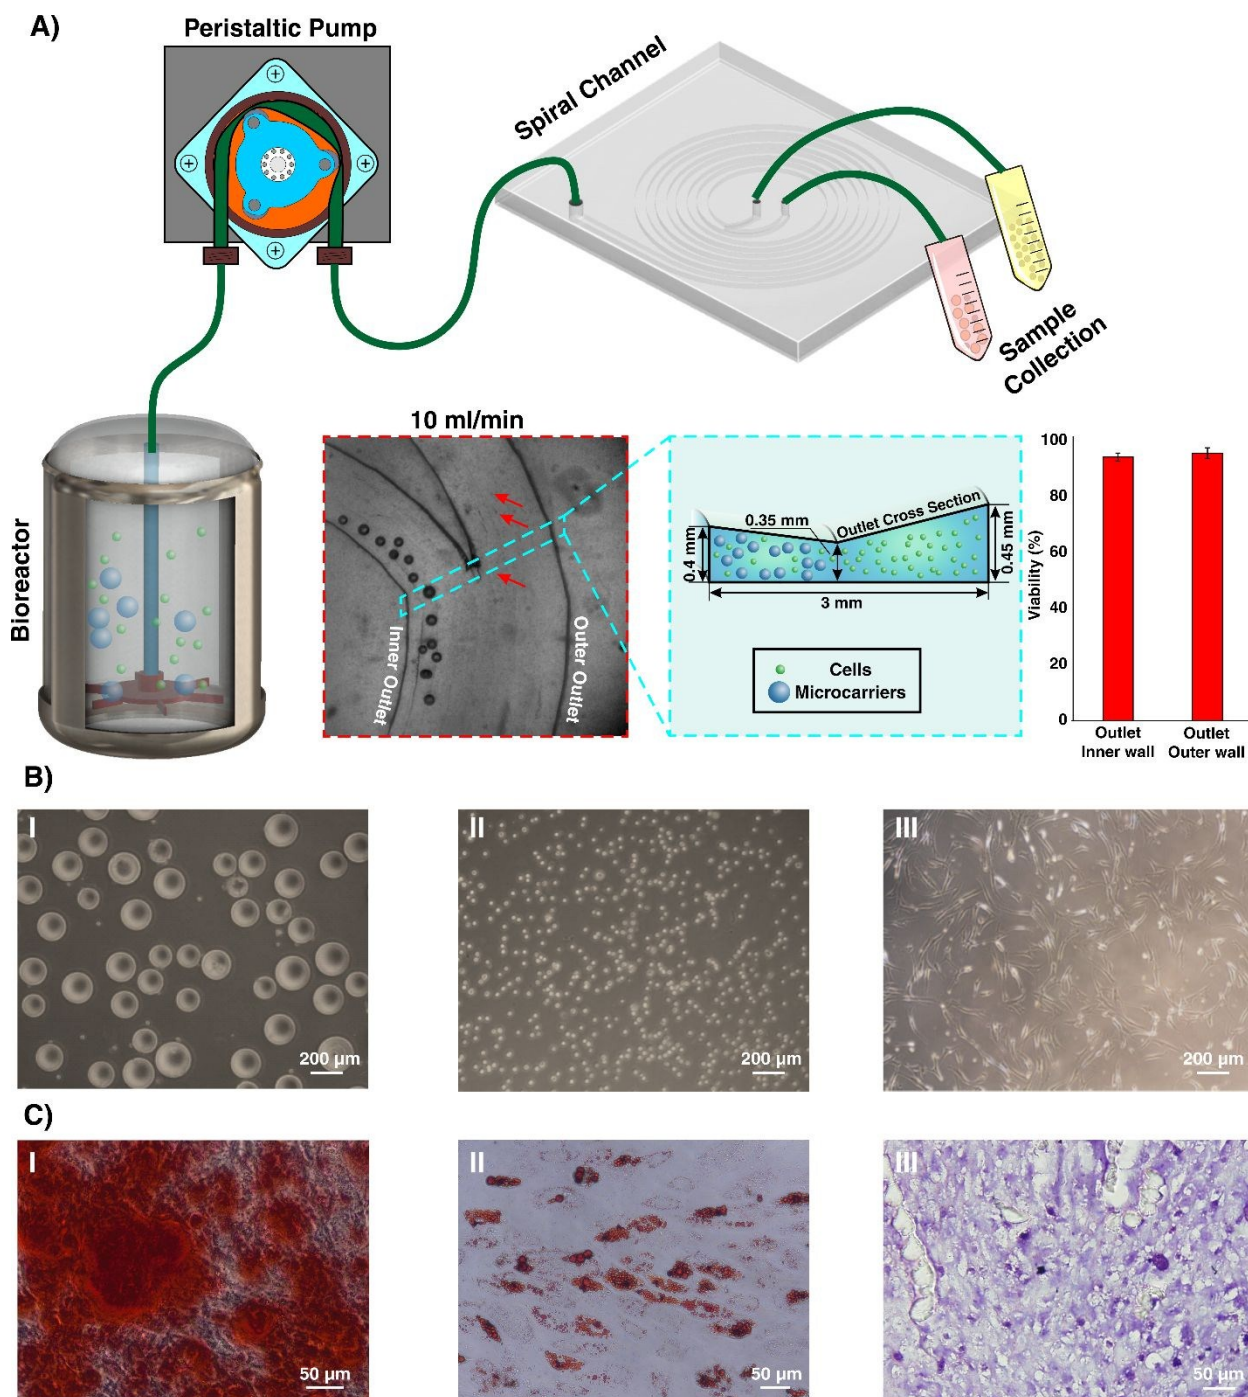 A)
Peristaltic Pump
Spiral Channel
Sample
Collection
Bioreactor
10 ml/min
Inner Outlet
Outer Outlet
Outlet Cross Section
0.35 mm
0.4 mm
0.45 mm
3 mm
Cells
Microcarriers
Viability (%)
100
80
60
40
20
0
Outlet
Inner wall
Outlet
Outer wall
B)
I
200 µm
II
200 µm
III
200 µm
C)
I
50 µm
II
50 µm
III
50 µm